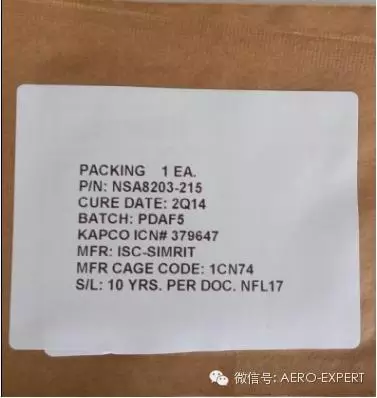 PACKING 1 EA.
P/N: NSA8203-215
CURE DATE: 2Q14
BATCH: PDAF5
KAPCO ICN# 379647
MFR: ISC-SIMRIT
MFR CAGE CODE: 1CN74
S/L: 10 YRS. PER DOC. NFL17
微信号: AERO-EXPERT